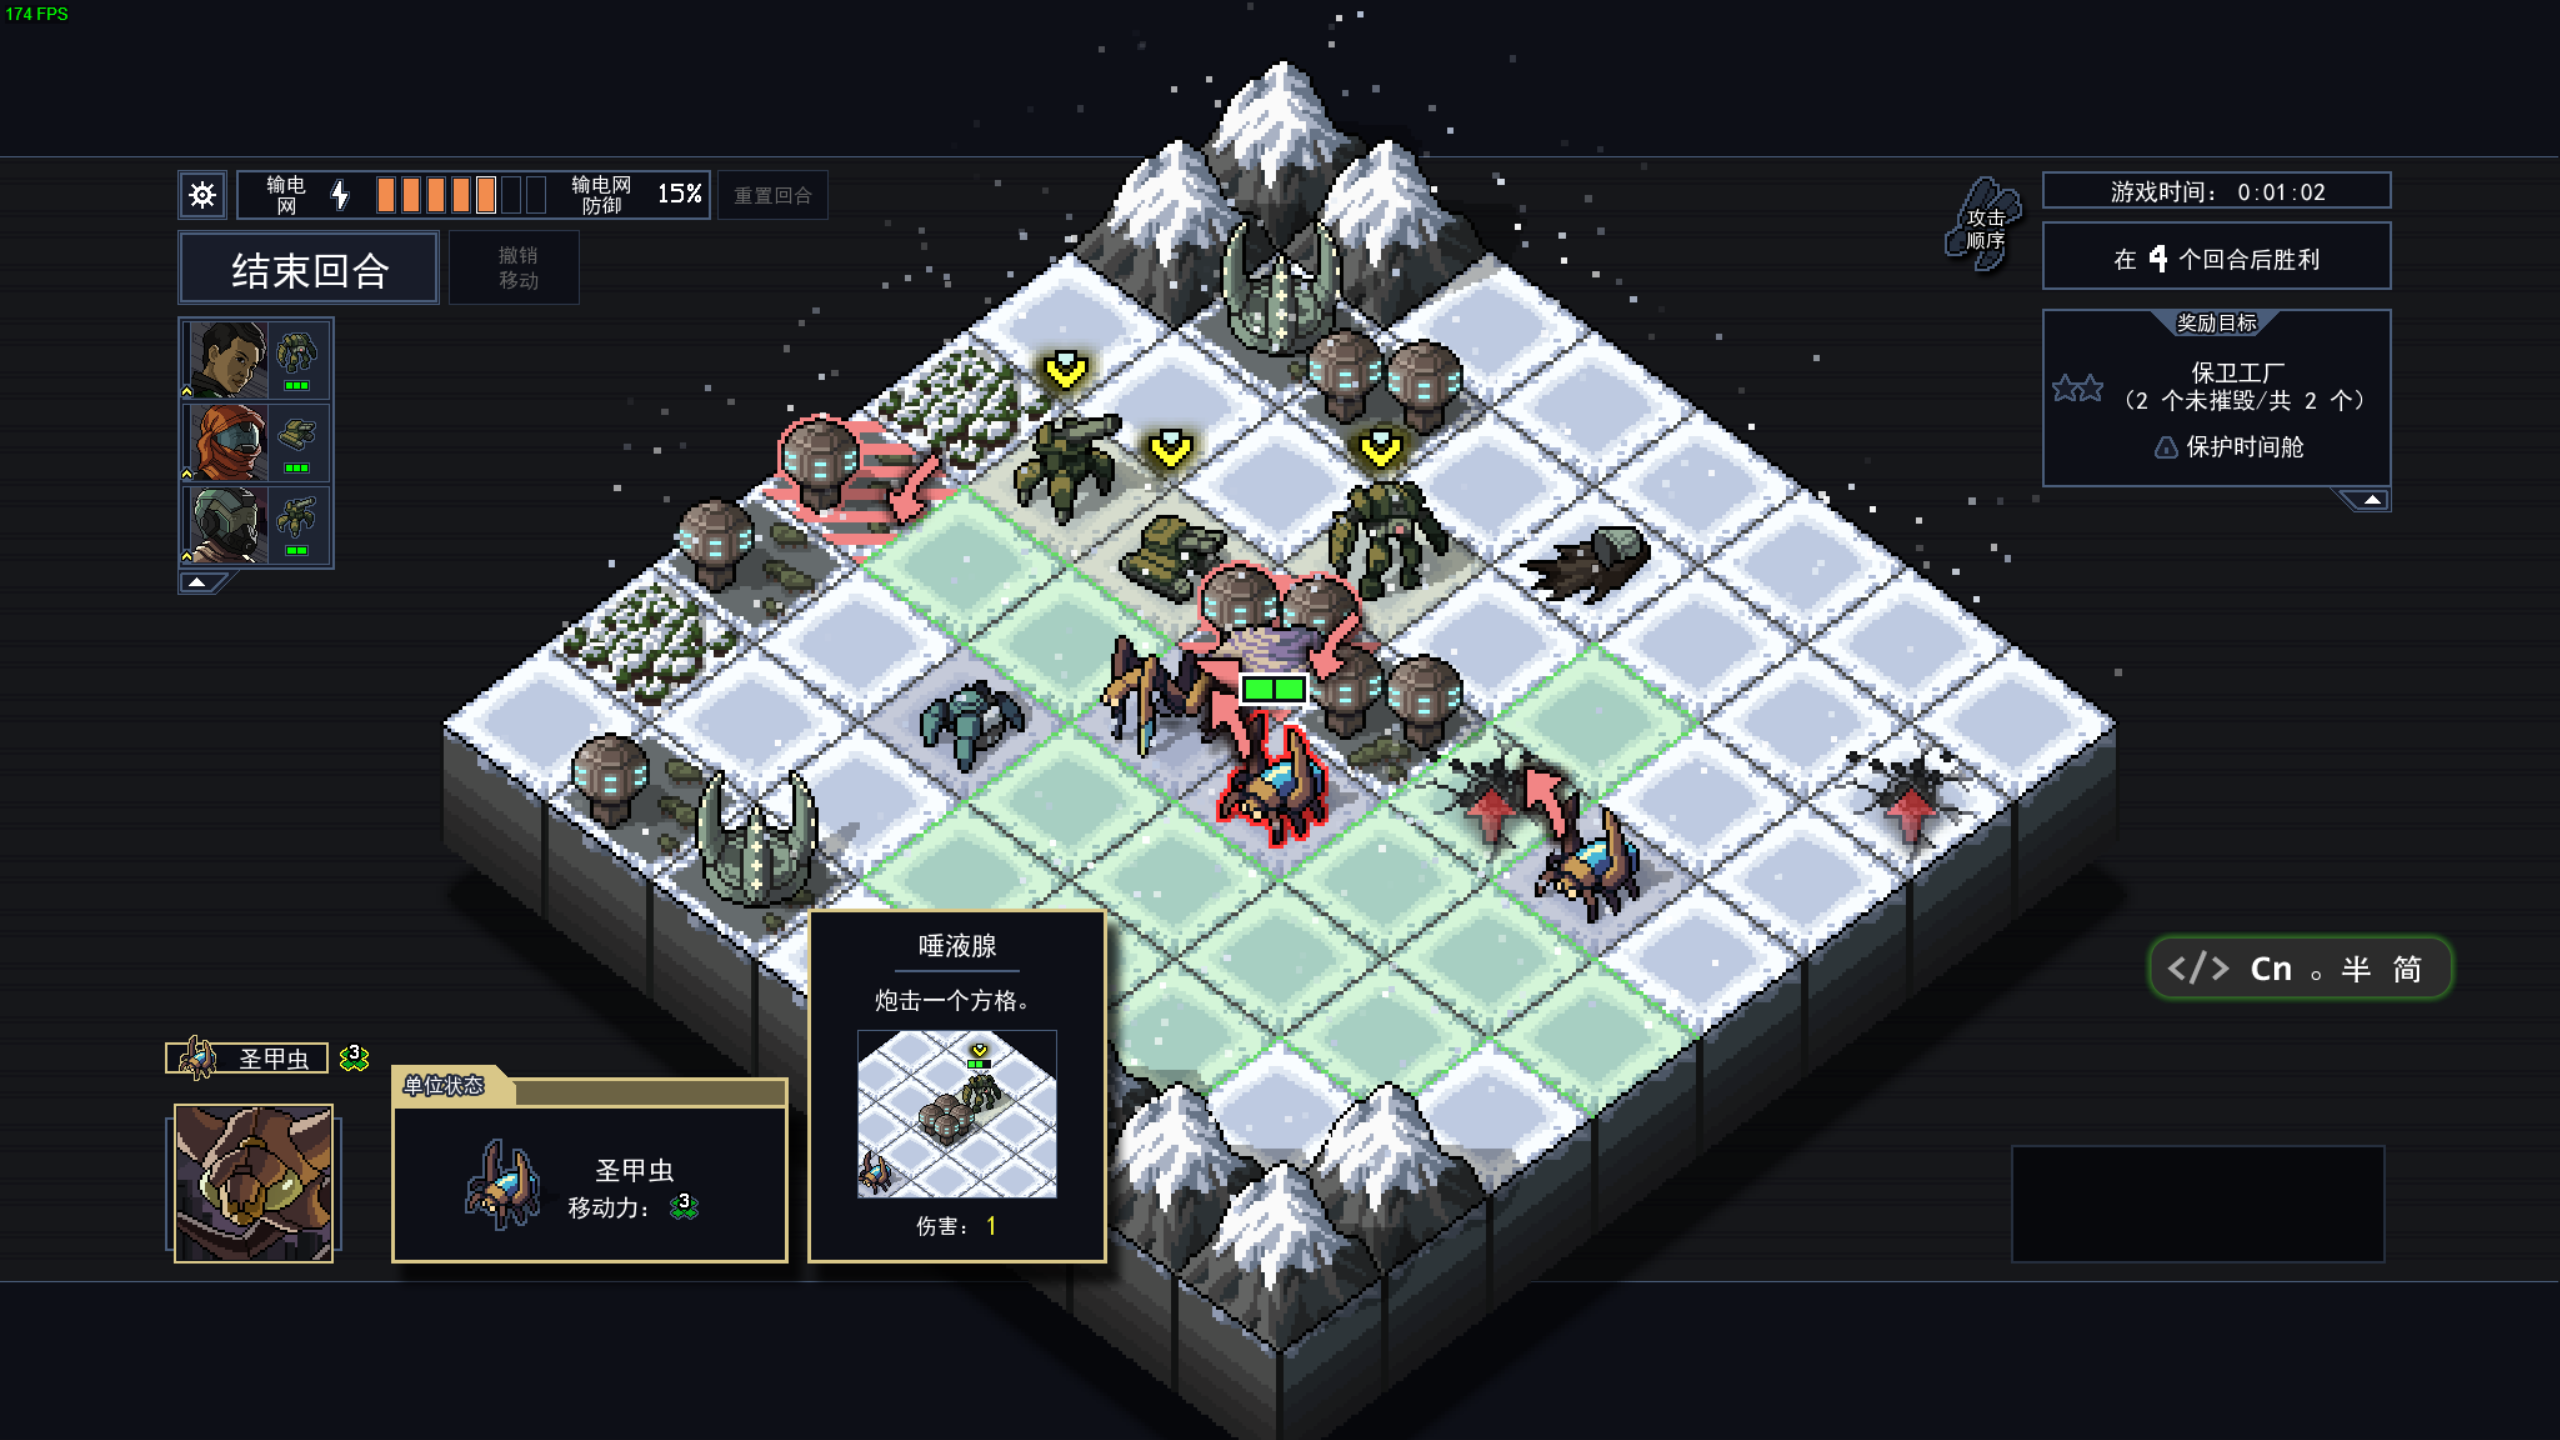 174 FPS
输电
网
输电网
防御
15%
重置回合
结束回合
撤销
移动
攻击
顺序
游戏时间: 0:01:02
在 4 个回合后胜利
奖励目标
保卫工厂
(2 个未摧毁/共 2 个)
保护时间舱
</> Cn 。半 简
唾液腺
炮击一个方格。
伤害: 1
圣甲虫
3
单位状态
圣甲虫
移动力: 3